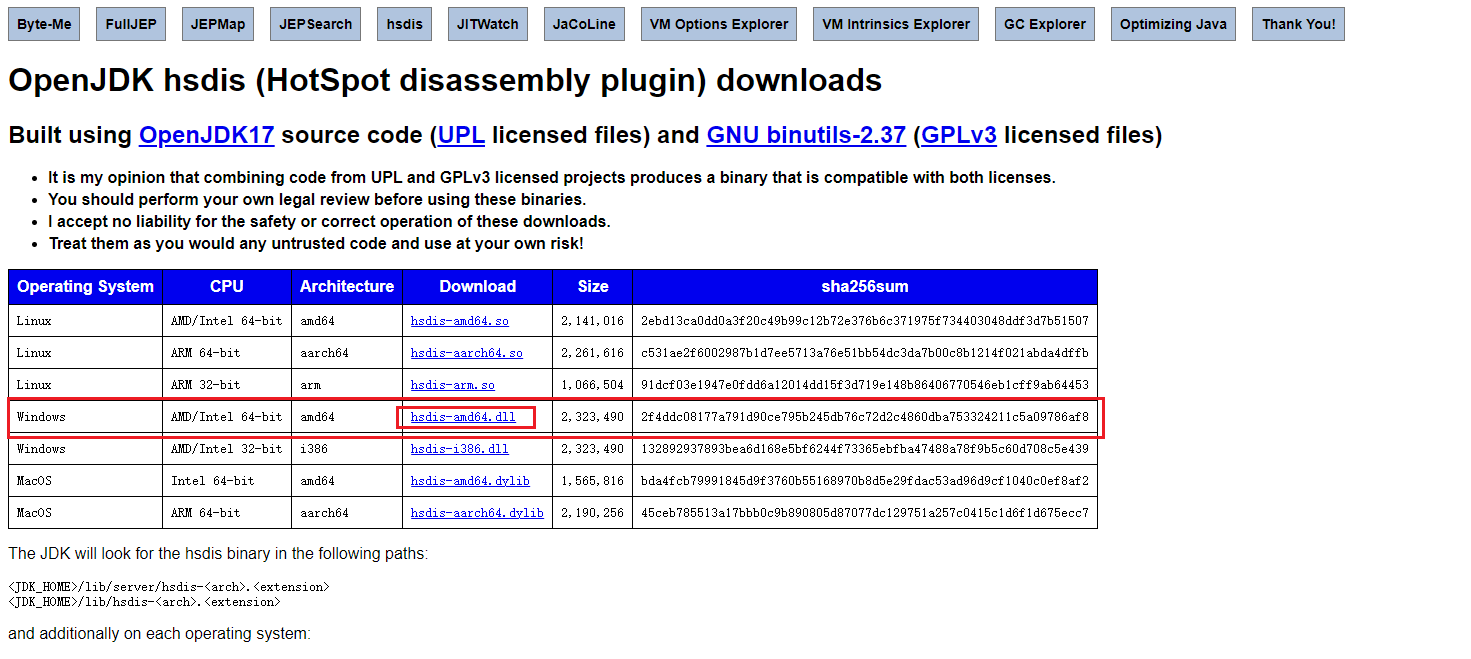 Byte-Me FullJEP JEPMap JEPSearch hsdis JITWatch JaCoLine VM Options Explorer VM Intrinsics Explorer GC Explorer Optimizing Java Thank You!
OpenJDK hsdis (HotSpot disassembly plugin) downloads
Built using OpenJDK17 source code (UPL licensed files) and GNU binutils-2.37 (GPLv3 licensed files)
• It is my opinion that combining code from UPL and GPLv3 licensed projects produces a binary that is compatible with both licenses.
• You should perform your own legal review before using these binaries.
• I accept no liability for the safety or correct operation of these downloads.
• Treat them as you would any untrusted code and use at your own risk!
Operating System CPU Architecture Download Size sha256sum
Linux AMD/Intel 64-bit amd64 hsdis-amd64.so 2,141,016 2ebd13ca0dd0a3f20c49b99c12b72e376b6c371975f734403048ddf3d7b51507
Linux ARM 64-bit aarch64 hsdis-aarch64.so 2,261,616 c531ae2f6002987b1d7ee5713a76e51bb54dc3da7b00c8b1214f021abda4dffb
Linux ARM 32-bit arm hsdis-arm.so 1,066,504 91dcf03e1947e0fdd6a12014dd15f3d719e148b86406770546eb1cff9ab64453
Windows AMD/Intel 64-bit amd64 hsdis-amd64.dll 2,323,490 2f4ddc08177a791d90ce795b245db76c72d2c4860dba753324211c5a09786af8
Windows AMD/Intel 32-bit i386 hsdis-i386.dll 2,323,490 132892937893bea6d168e5bf6244f73365ebfba47488a78f9b5c60d708c5e439
MacOS Intel 64-bit amd64 hsdis-amd64.dylib 1,565,816 bda4fcb79991845d9f3760b55168970b8d5e29fdac53ad96d9cf1040c0ef8af2
MacOS ARM 64-bit aarch64 hsdis-aarch64.dylib 2,190,256 45ceb785513a17bbb0c9b890805d87077dc129751a257c0415c1d6f1d675ecc7
The JDK will look for the hsdis binary in the following paths:
<JDK_HOME>/lib/server/hsdis-<arch>.<extension>
<JDK_HOME>/lib/hsdis-<arch>.<extension>
and additionally on each operating system: